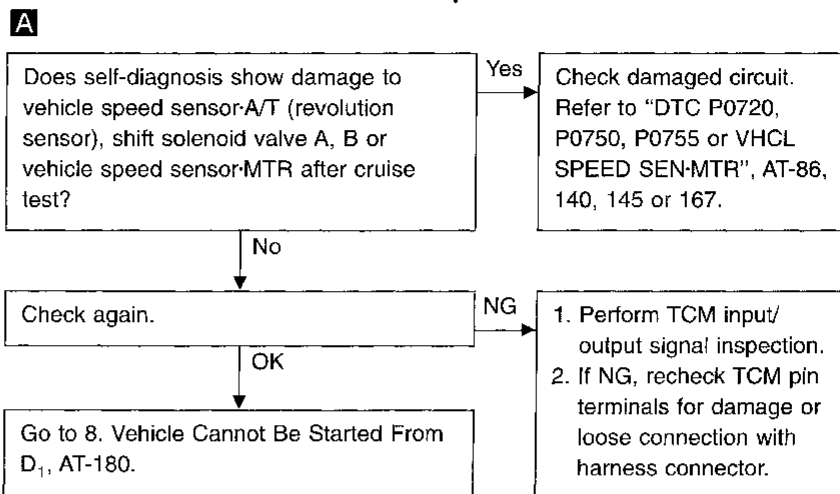 A
Does self-diagnosis show damage to
vehicle speed sensor·A/T (revolution
sensor), shift solenoid valve A, B or
vehicle speed sensor·MTR after cruise
test?
Yes
Check damaged circuit.
Refer to “DTC P0720,
P0750, P0755 or VHCL
SPEED SEN·MTR”, AT-86,
140, 145 or 167.
No
Check again.
NG
1. Perform TCM input/
output signal inspection.
2. If NG, recheck TCM pin
terminals for damage or
loose connection with
harness connector.
OK
Go to 8. Vehicle Cannot Be Started From
D₁, AT-180.